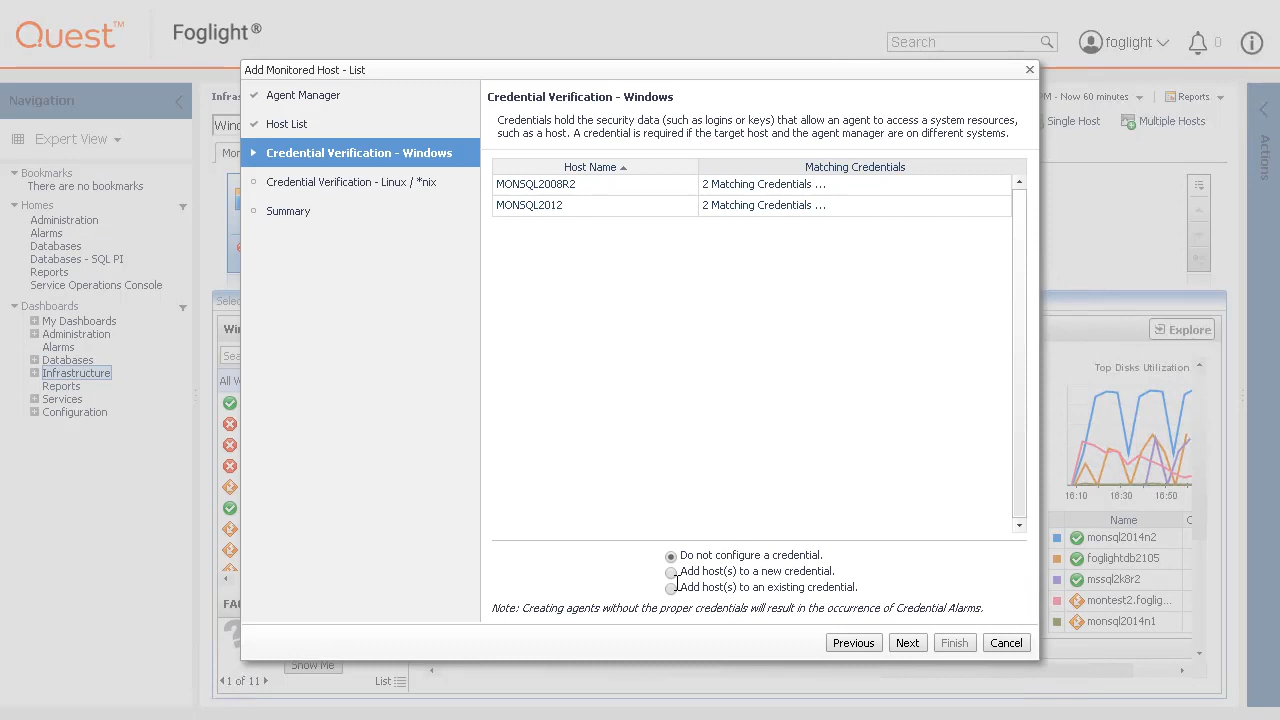 Quest™
Foglight®
Search
foglight
0
Navigation
Expert View
Bookmarks
There are no bookmarks
Homes
Administration
Alarms
Databases
Databases - SQL PI
Reports
Service Operations Console
Dashboards
My Dashboards
Administration
Alarms
Databases
Infrastructure
Reports
Services
Configuration
Add Monitored Host - List
Agent Manager
Host List
Credential Verification - Windows
Credential Verification - Linux / *nix
Summary
Credential Verification - Windows
Credentials hold the security data (such as logins or keys) that allow an agent to access a system resources,
such as a host. A credential is required if the target host and the agent manager are on different systems.
Host Name
Matching Credentials
MONSQL2008R2
2 Matching Credentials ...
MONSQL2012
2 Matching Credentials ...
Do not configure a credential.
Add host(s) to a new credential.
Add host(s) to an existing credential.
Note: Creating agents without the proper credentials will result in the occurrence of Credential Alarms.
Previous
Next
Finish
Cancel
Now 60 minutes
Reports
Single Host
Multiple Hosts
Actions
Explore
Top Disks Utilization
16:10
16:30
16:50
Name
monsql2014n2
foglightdb2105
mssql2k8r2
montest2.foglig...
monsql2014n1
Show Me
1 of 11
List